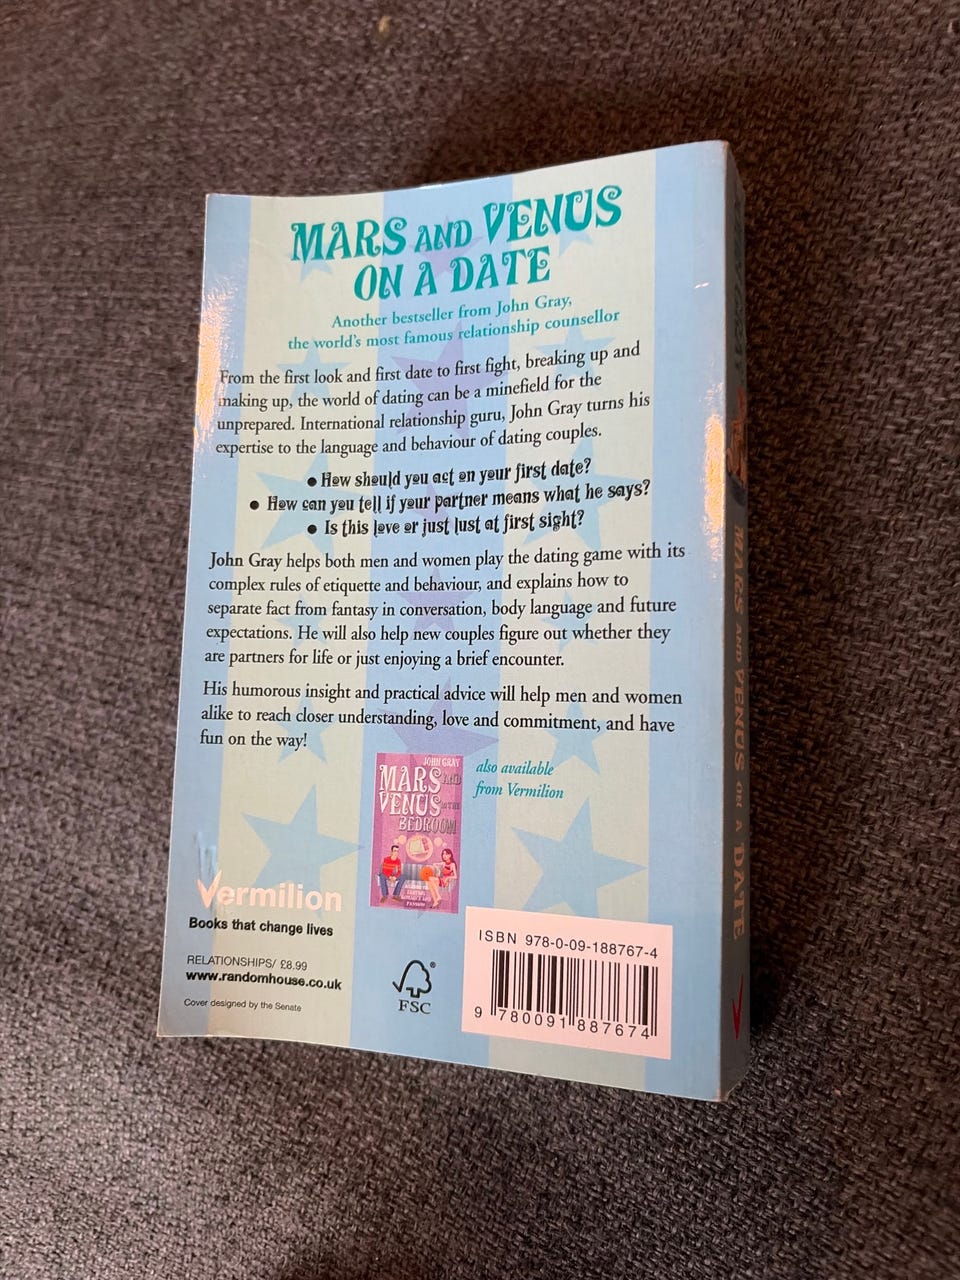 MARS AND VENUS
ON A DATE
Another bestseller from John Gray,
the world's most famous relationship counsellor
From the first look and first date to first fight, breaking up and
making up, the world of dating can be a minefield for the
unprepared. International relationship guru, John Gray turns his
expertise to the language and behaviour of dating couples.
● How should you act on your first date?
● How can you tell if your partner means what he says?
● Is this love or just lust at first sight?
John Gray helps both men and women play the dating game with its
complex rules of etiquette and behaviour, and explains how to
separate fact from fantasy in conversation, body language and future
expectations. He will also help new couples figure out whether they
are partners for life or just enjoying a brief encounter.
His humorous insight and practical advice will help men and women
alike to reach closer understanding, love and commitment, and have
fun on the way!
JOHN GRAY
MARS AND
VENUS IN THE
BEDROOM
also available
from Vermilion
Vermilion
Books that change lives
RELATIONSHIPS/ £8.99
www.randomhouse.co.uk
Cover designed by the Senate
®
FSC
ISBN 978-0-09-188767-4
9 780091 887674
MARS AND VENUS ON A DATE